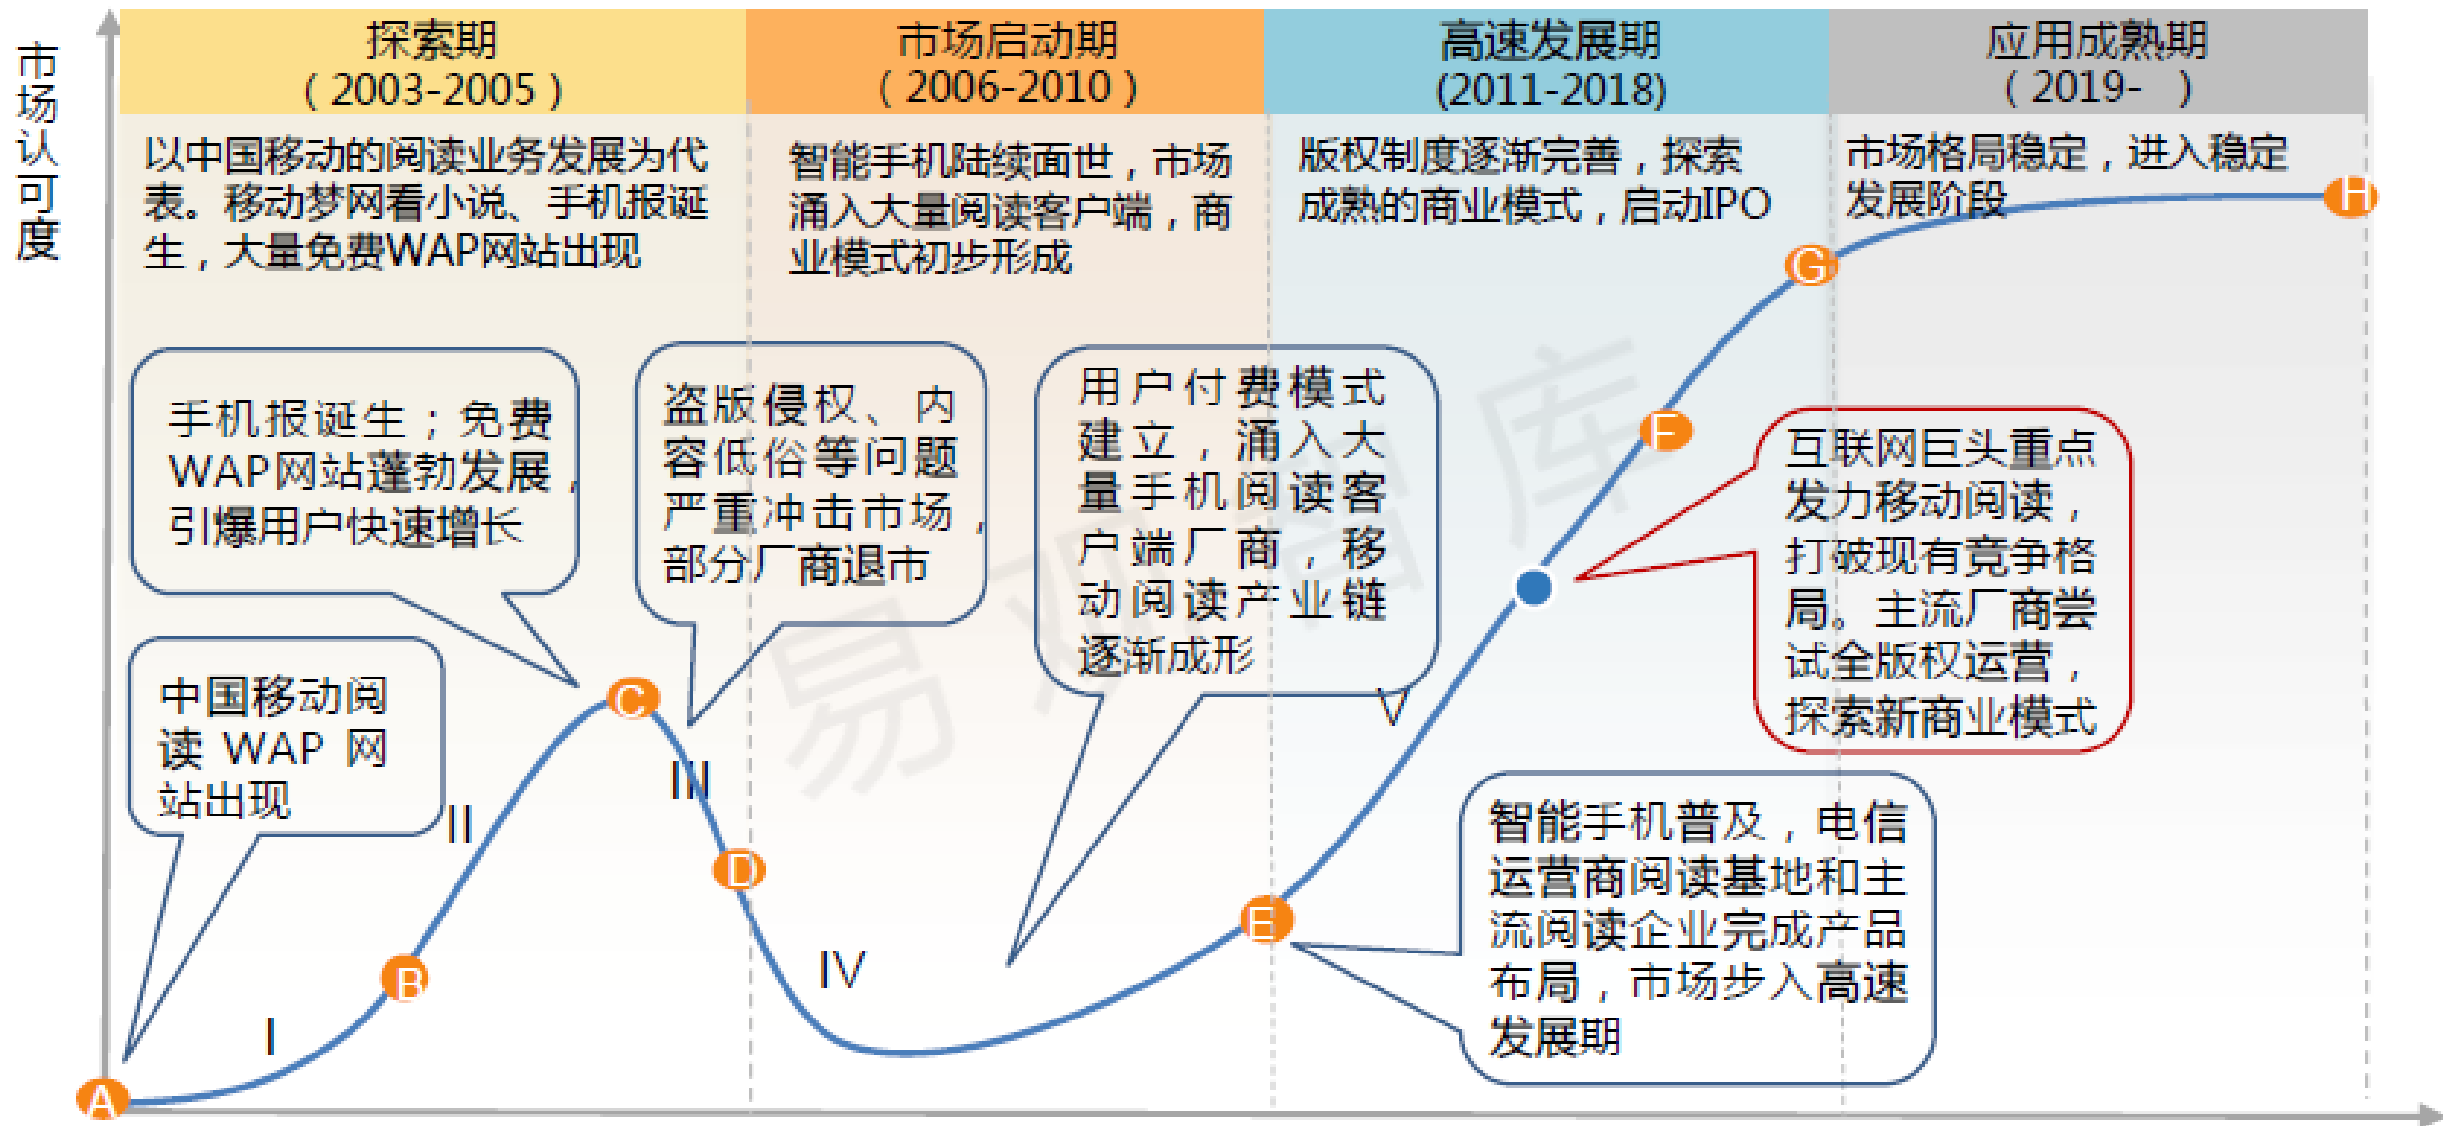 市场认可度
探索期
（2003-2005）
市场启动期
（2006-2010）
高速发展期
(2011-2018)
应用成熟期
（2019-  ）
以中国移动的阅读业务发展为代
表。移动梦网看小说、手机报诞
生，大量免费WAP网站出现
智能手机陆续面世，市场
涌入大量阅读客户端，商
业模式初步形成
版权制度逐渐完善，探索
成熟的商业模式，启动IPO
市场格局稳定，进入稳定
发展阶段
手机报诞生；免费
WAP网站蓬勃发展，
引爆用户快速增长
盗版侵权、内
容低俗等问题
严重冲击市场，
部分厂商退市
用户付费模式
建立，涌入大
量手机阅读客
户端厂商，移
动阅读产业链
逐渐成形
互联网巨头重点
发力移动阅读，
打破现有竞争格
局。主流厂商尝
试全版权运营，
探索新商业模式
中国移动阅
读 WAP 网
站出现
智能手机普及，电信
运营商阅读基地和主
流阅读企业完成产品
布局，市场步入高速
发展期
A
B
C
D
E
F
G
H
I
II
III
IV
V
易观智库